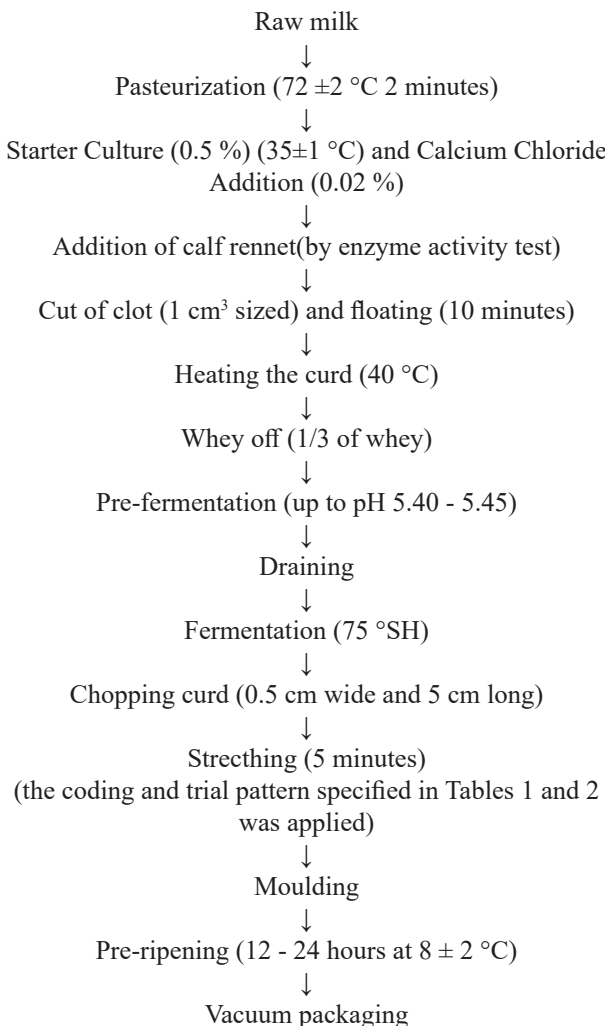 Raw milk
↓
Pasteurization (72 ±2 °C 2 minutes)
↓
Starter Culture (0.5 %) (35±1 °C) and Calcium Chloride
Addition (0.02 %)
↓
Addition of calf rennet(by enzyme activity test)
↓
Cut of clot (1 cm³ sized) and floating (10 minutes)
↓
Heating the curd (40 °C)
↓
Whey off (1/3 of whey)
↓
Pre-fermentation (up to pH 5.40 - 5.45)
↓
Draining
↓
Fermentation (75 °SH)
↓
Chopping curd (0.5 cm wide and 5 cm long)
↓
Strecthing (5 minutes)
(the coding and trial pattern specified in Tables 1 and 2
was applied)
↓
Moulding
↓
Pre-ripening (12 - 24 hours at 8 ± 2 °C)
↓
Vacuum packaging